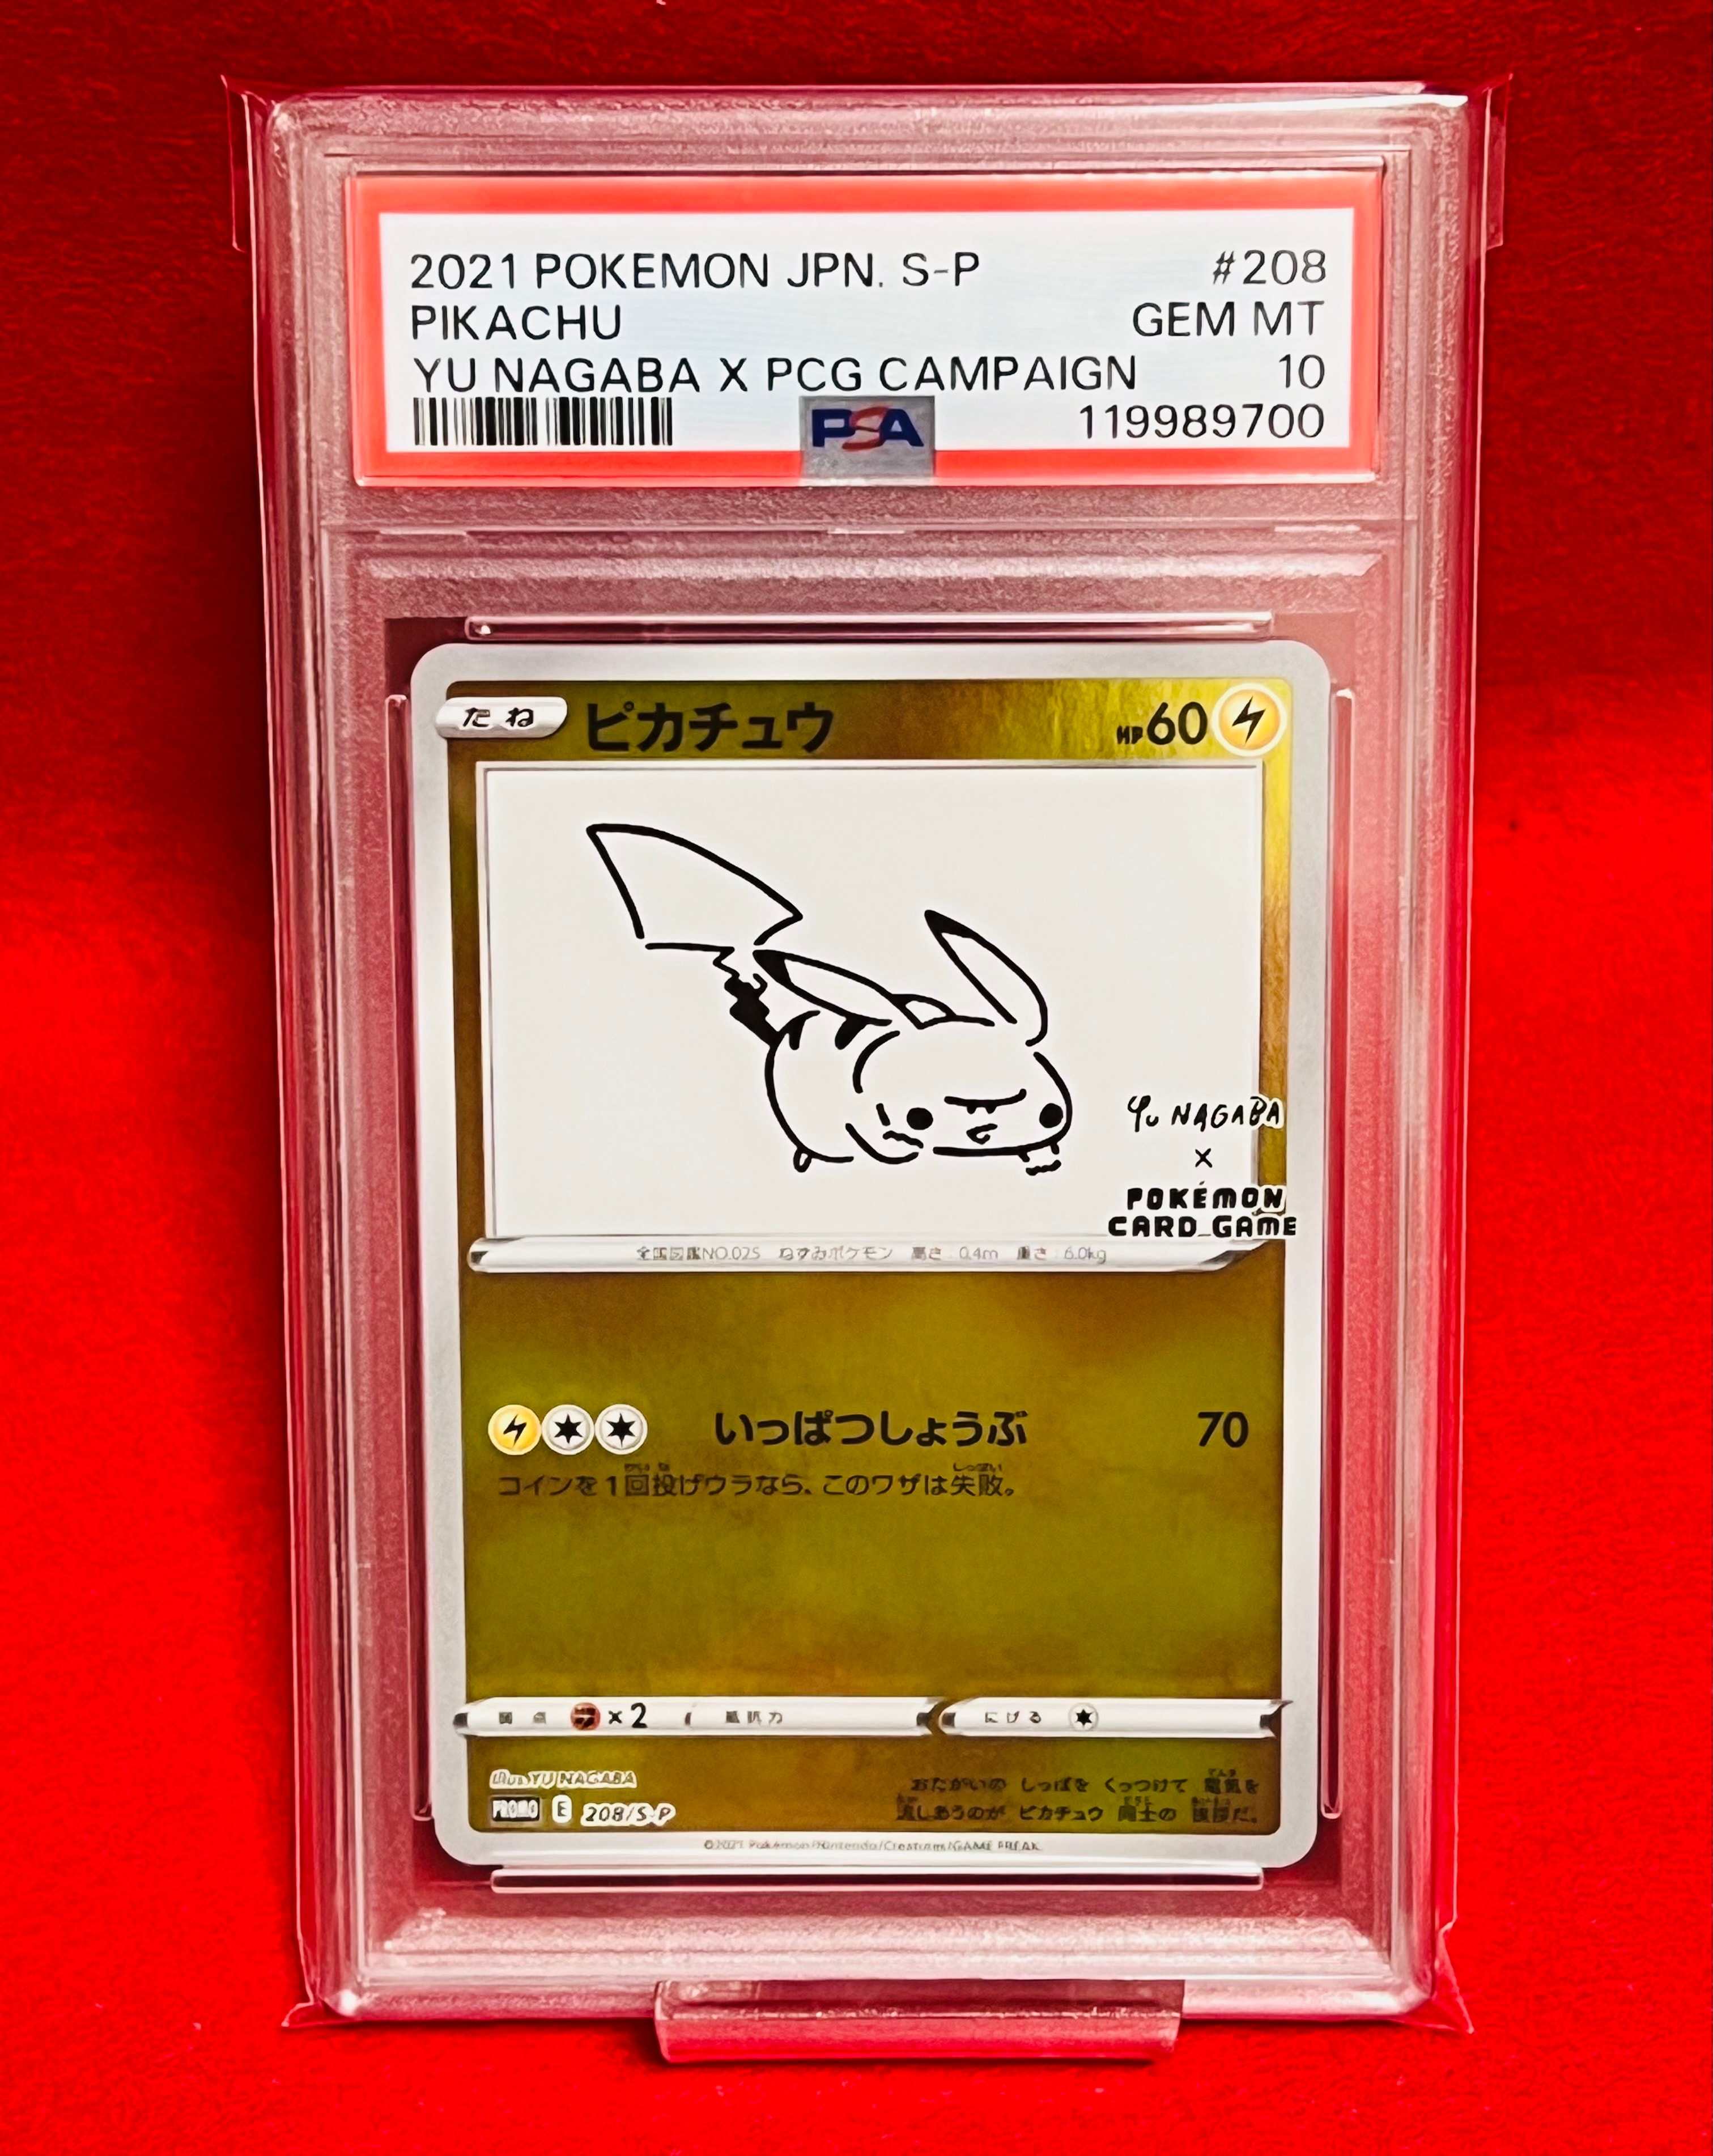 2021 POKEMON JPN. S-P #208
PIKACHU GEM MT
YU NAGABA X PCG CAMPAIGN 10
PSA 119989700
たね ピカチュウ HP60
YU NAGABA
×
POKÉMON
CARD GAME
全国図鑑NO.025 ねずみポケモン 高さ:0.4m 重さ:6.0kg
いっぱつしょうぶ 70
コインを1回投げウラなら、このワザは失敗。
弱点 ×2 抵抗力 にげる
illus. YU NAGABA
おたがいの しっぽを くっつけて 電気を
PROMO E 208/S-P
流しあうのが ピカチュウ 同士の 挨拶だ。
©2021 Pokémon/Nintendo/Creatures/GAME FREAK.